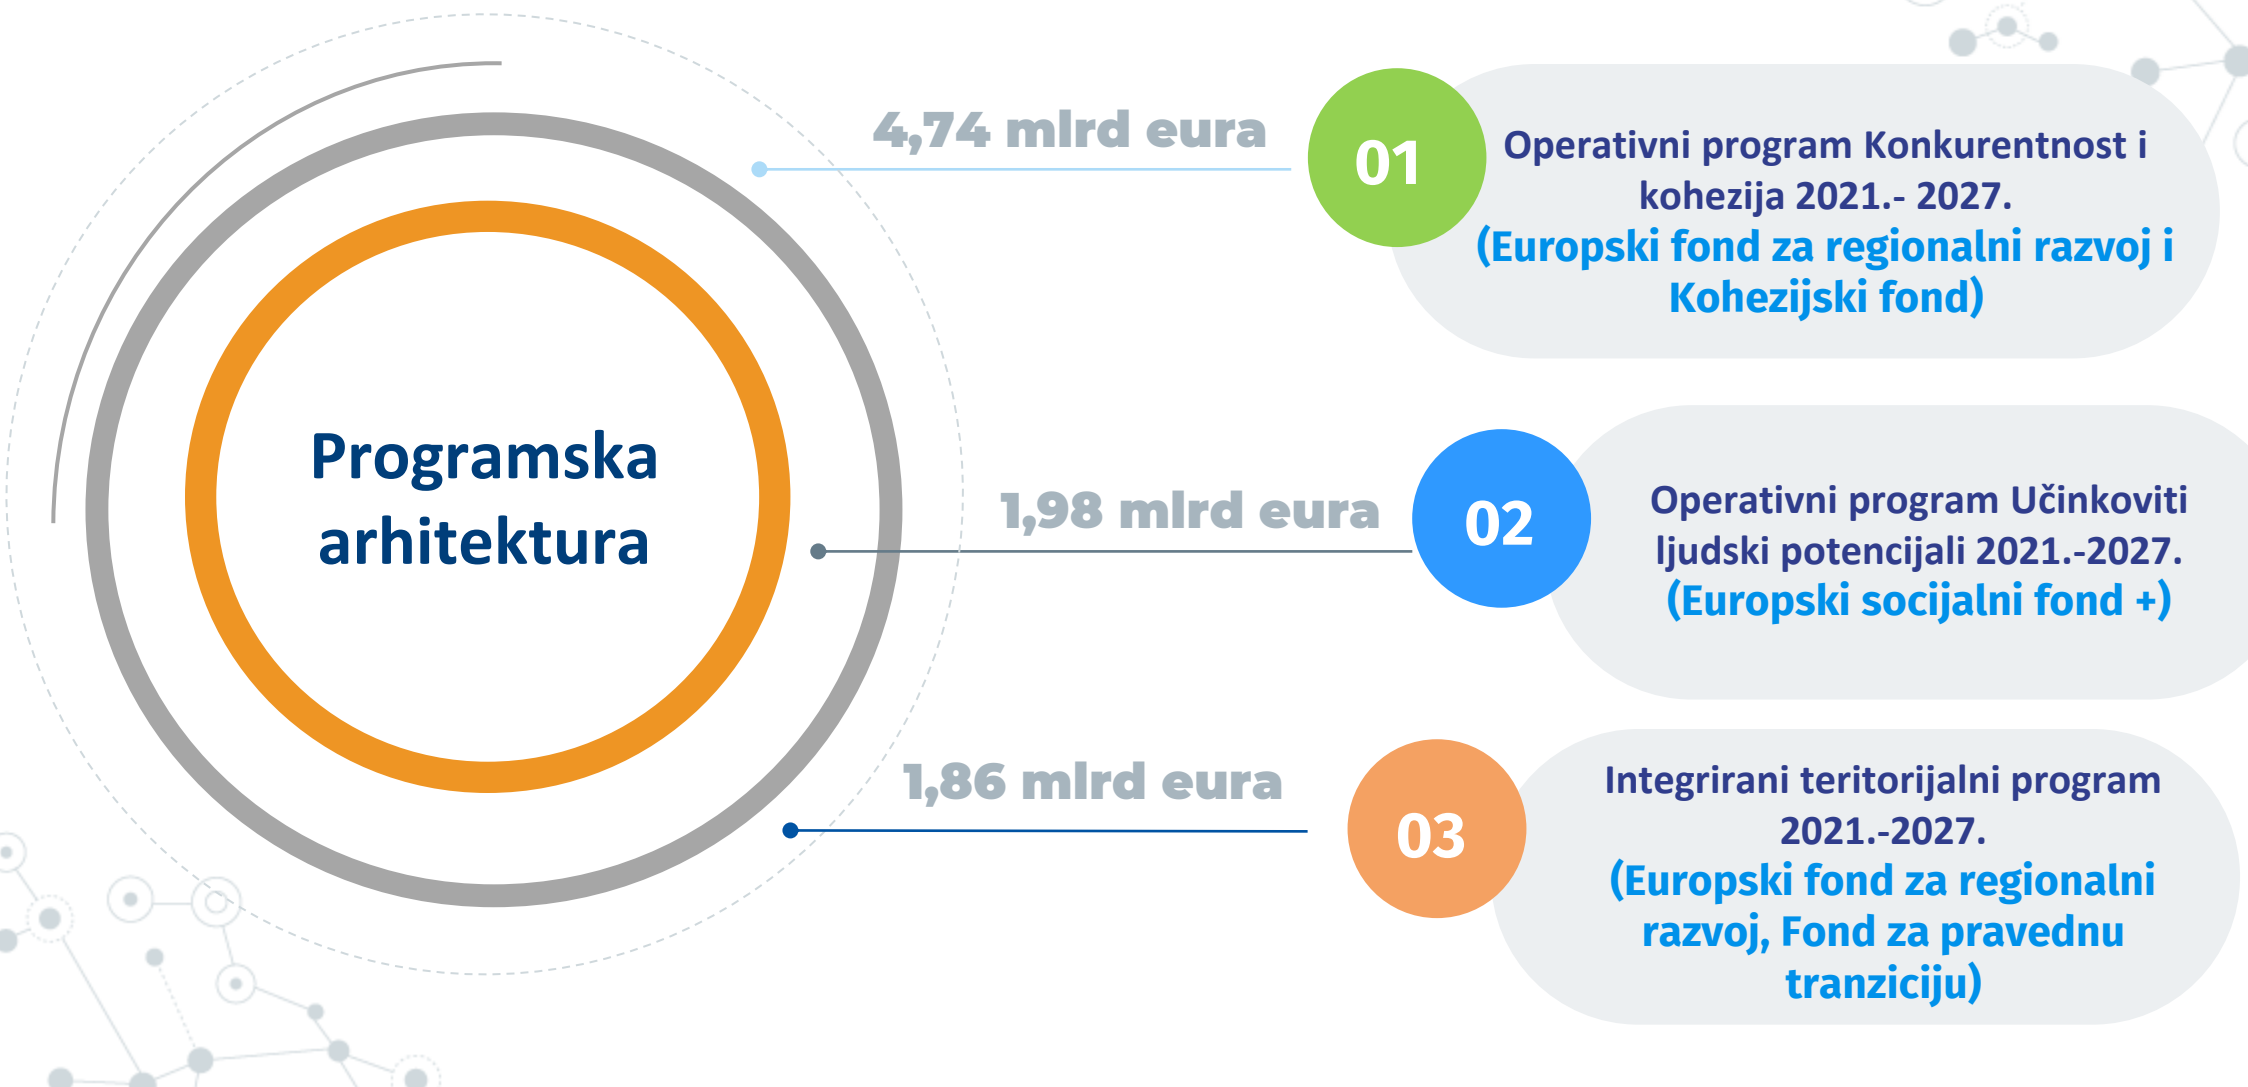 Programska
arhitektura
4,74 mlrd eura
01
Operativni program Konkurentnost i
kohezija 2021.- 2027.
(Europski fond za regionalni razvoj i
Kohezijski fond)
1,98 mlrd eura
02
Operativni program Učinkoviti
ljudski potencijali 2021.-2027.
(Europski socijalni fond +)
1,86 mlrd eura
03
Integrirani teritorijalni program
2021.-2027.
(Europski fond za regionalni
razvoj, Fond za pravednu
tranziciju)